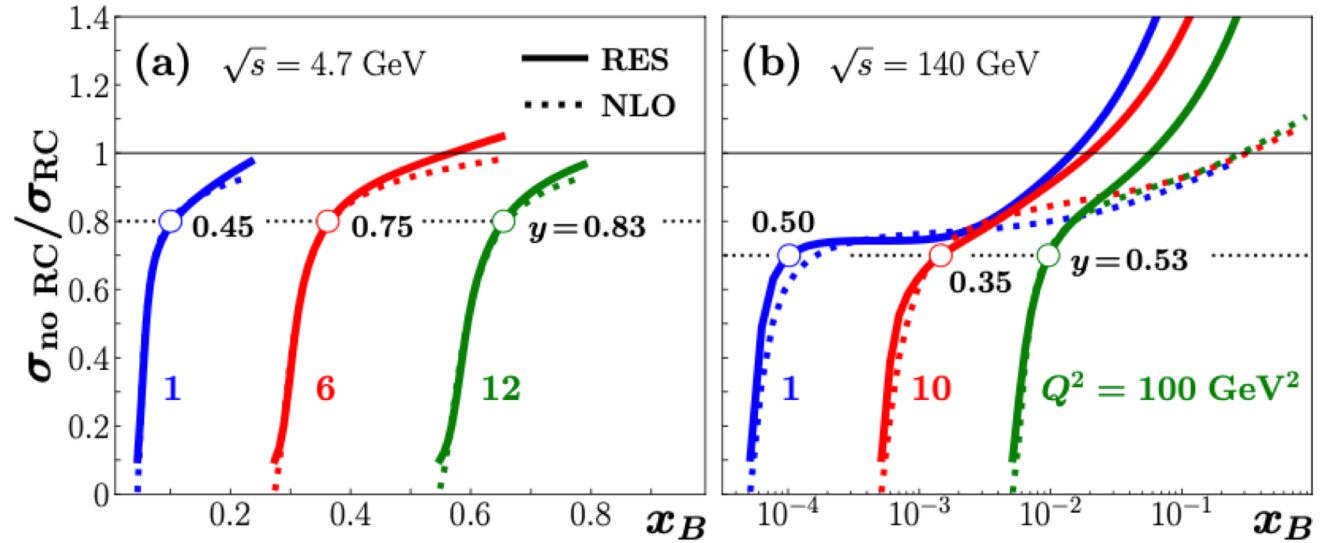 σno RC/σRC
1.4
1.2
1
0.8
0.6
0.4
0.2
0
(a) √s = 4.7 GeV
RES
NLO
0.45
0.75
y = 0.83
1
6
12
0.2
0.4
0.6
0.8
xB
(b) √s = 140 GeV
0.50
0.35
y = 0.53
1
10
Q² = 100 GeV²
10⁻⁴
10⁻³
10⁻²
10⁻¹
xB